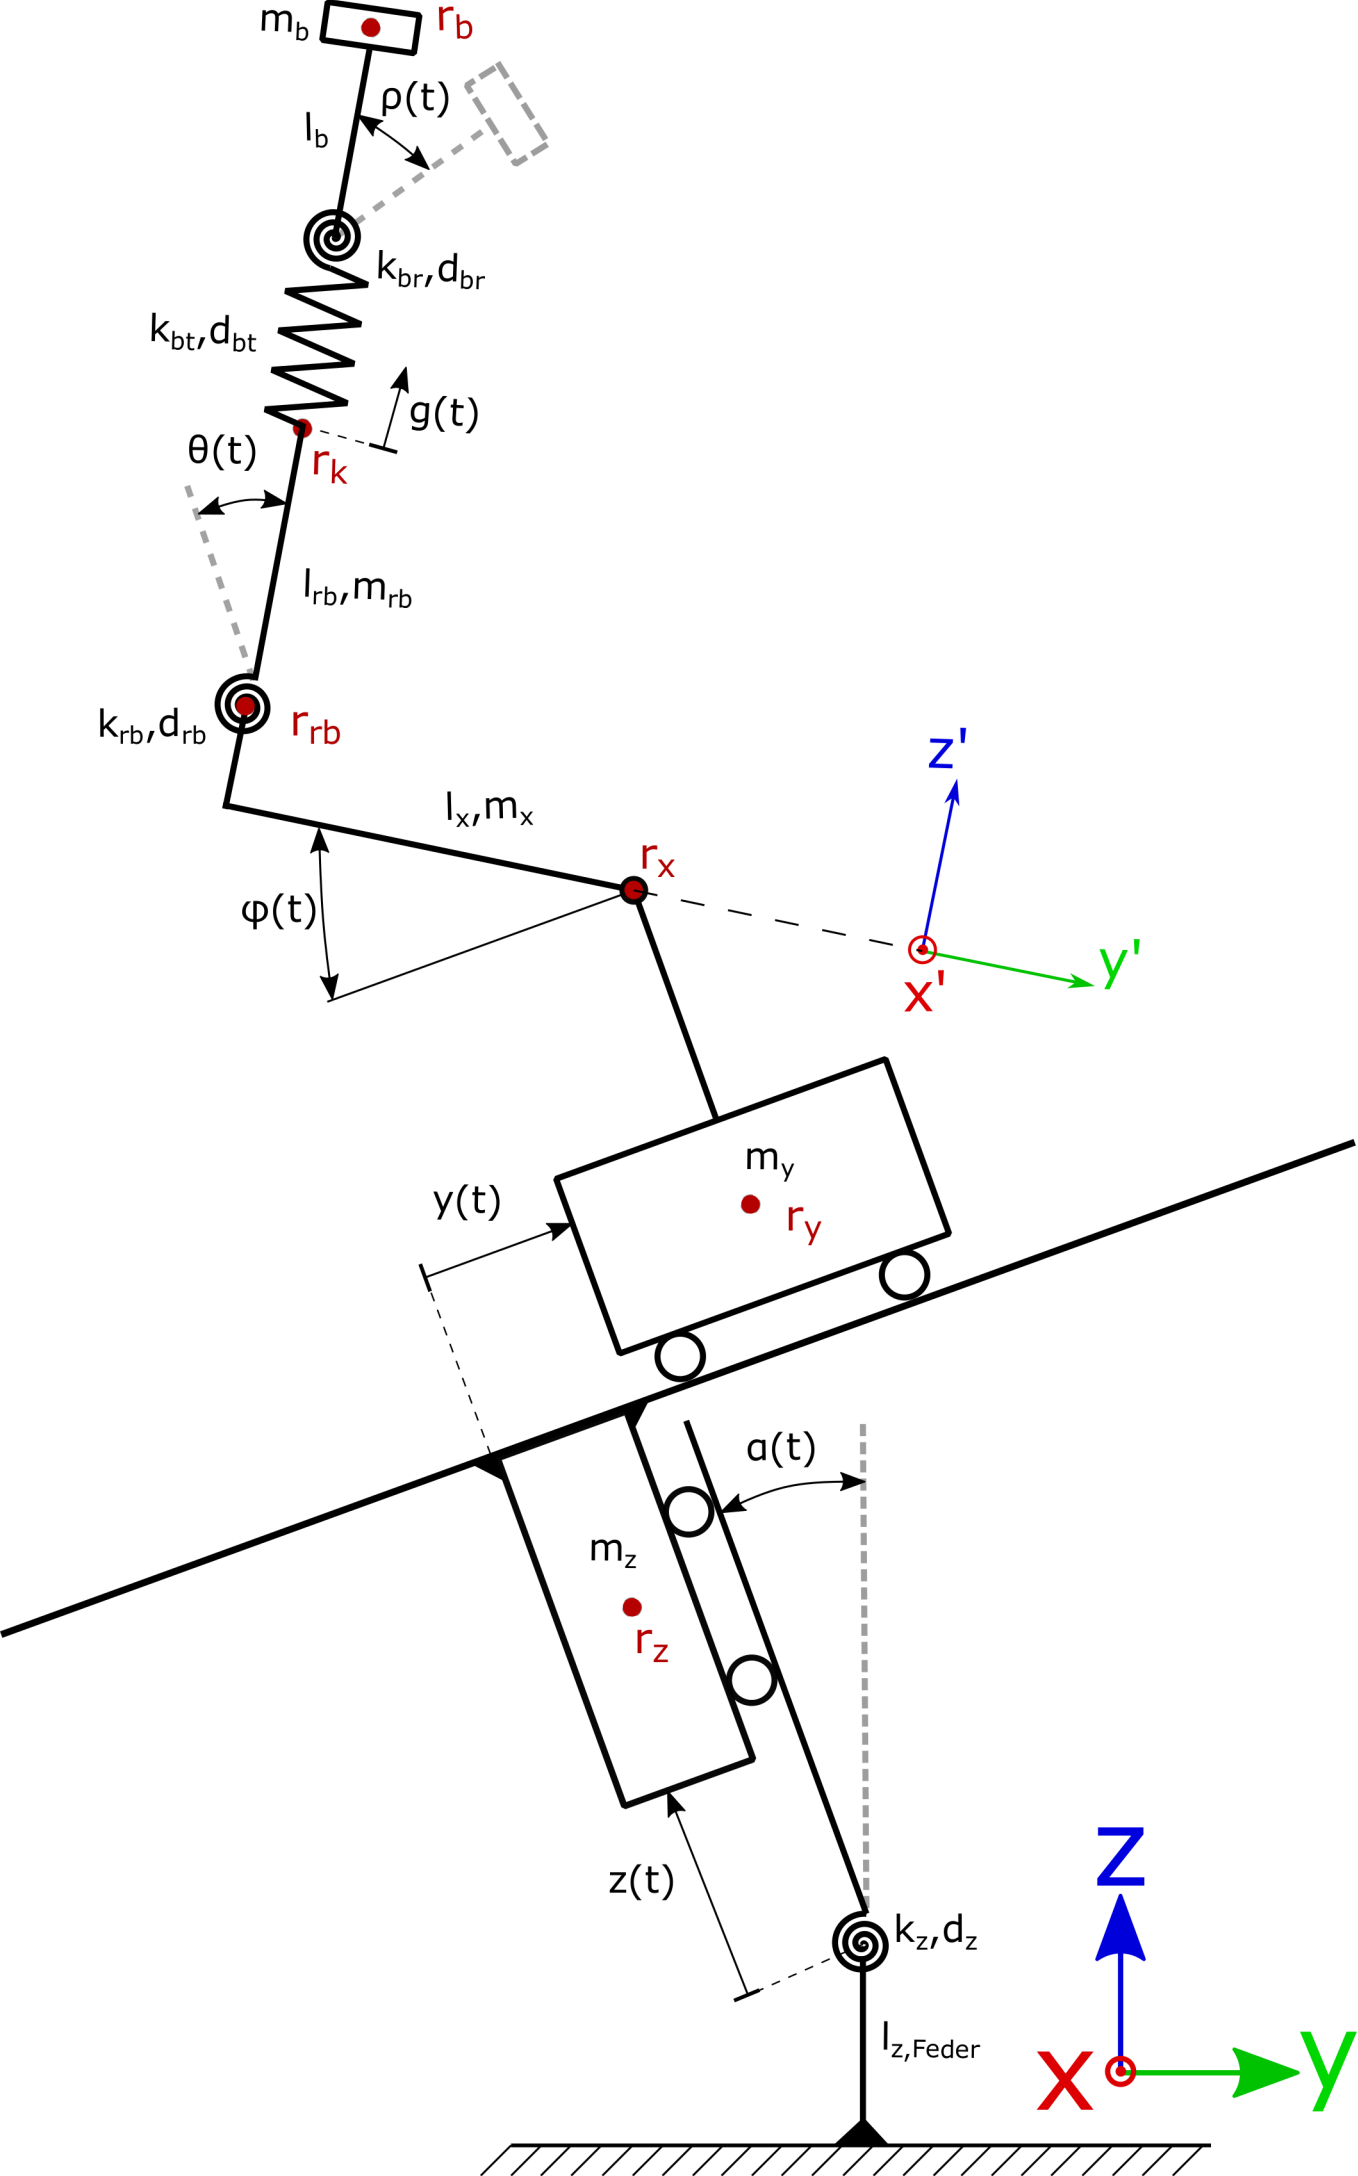 m_b r_b
ρ(t)
l_b
k_br,d_br
k_bt,d_bt
g(t)
θ(t)
r_k
l_rb,m_rb
k_rb,d_rb r_rb
z'
l_x,m_x
r_x
φ(t)
y'
x'
m_y
y(t)
r_y
α(t)
m_z
r_z
z(t)
z
k_z,d_z
l_z,Feder
x y